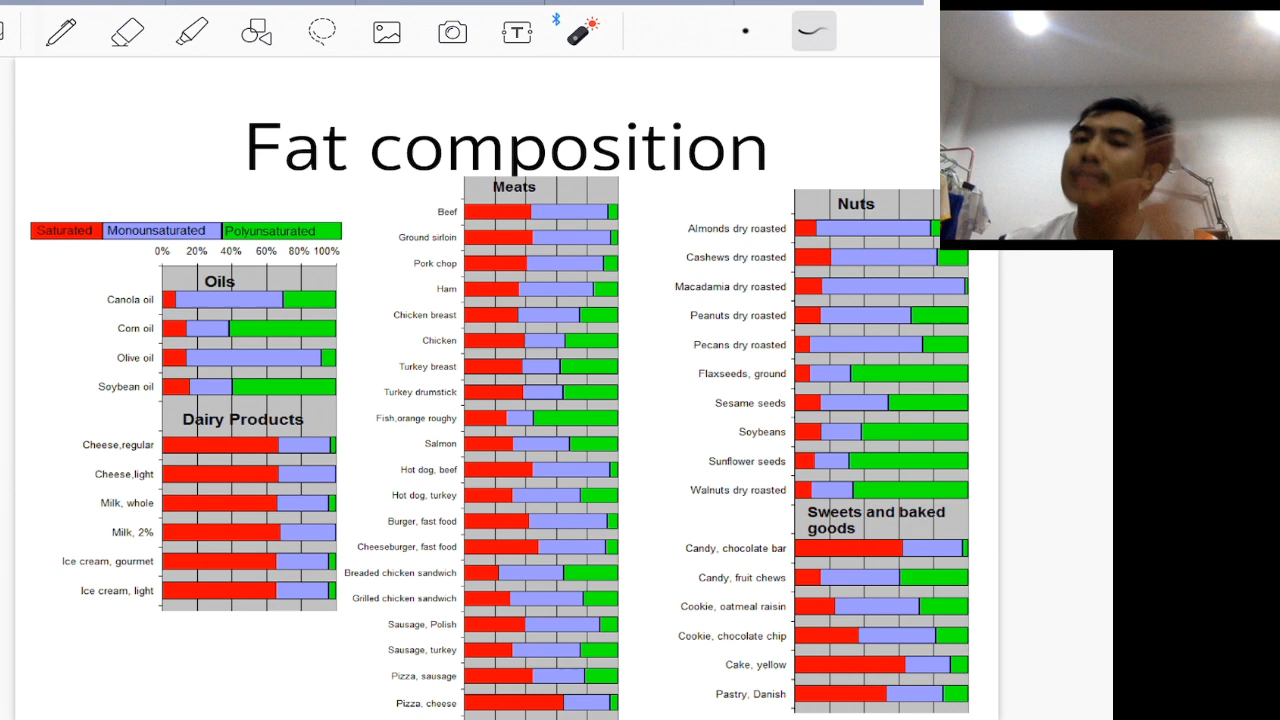 Fat composition
Saturated Monounsaturated Polyunsaturated
0% 20% 40% 60% 80% 100%
Oils
Canola oil
Corn oil
Olive oil
Soybean oil
Dairy Products
Cheese,regular
Cheese,light
Milk, whole
Milk, 2%
Ice cream, gourmet
Ice cream, light
Meats
Beef
Ground sirloin
Pork chop
Ham
Chicken breast
Chicken
Turkey breast
Turkey drumstick
Fish,orange roughy
Salmon
Hot dog, beef
Hot dog, turkey
Burger, fast food
Cheeseburger, fast food
Breaded chicken sandwich
Grilled chicken sandwich
Sausage, Polish
Sausage, turkey
Pizza, sausage
Pizza, cheese
Nuts
Almonds dry roasted
Cashews dry roasted
Macadamia dry roasted
Peanuts dry roasted
Pecans dry roasted
Flaxseeds, ground
Sesame seeds
Soybeans
Sunflower seeds
Walnuts dry roasted
Sweets and baked
goods
Candy, chocolate bar
Candy, fruit chews
Cookie, oatmeal raisin
Cookie, chocolate chip
Cake, yellow
Pastry, Danish